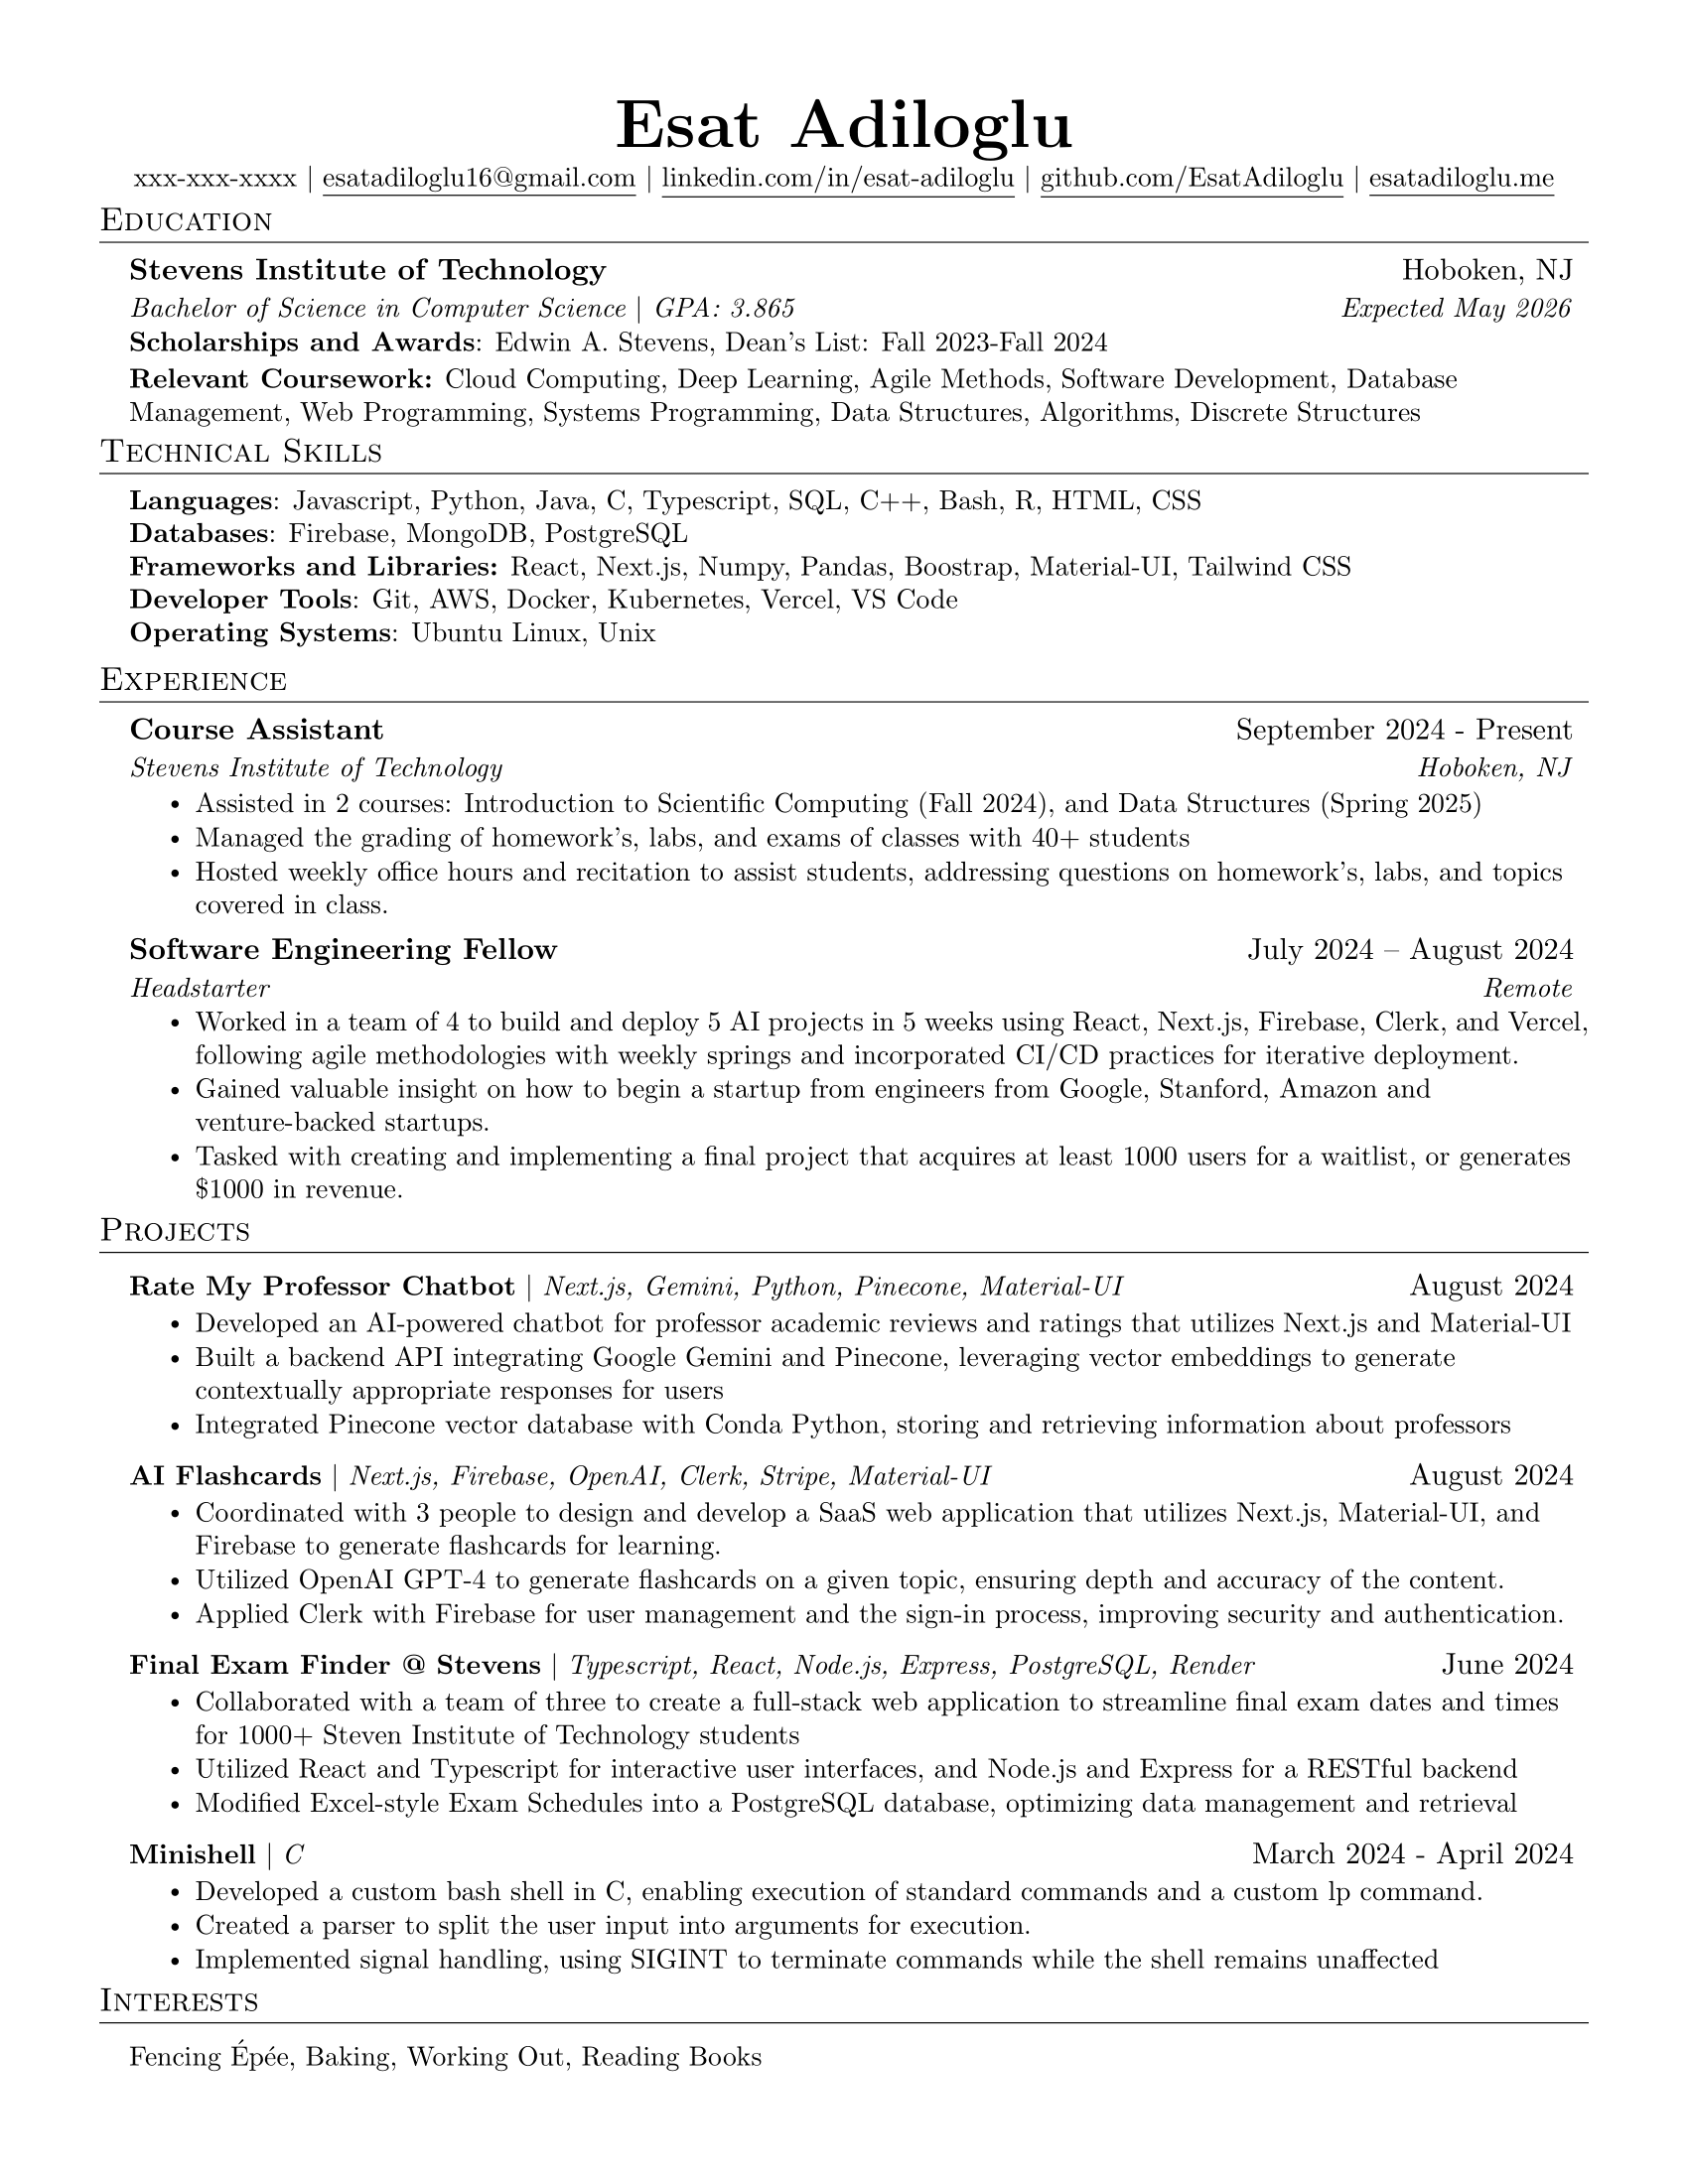 Esat Adiloglu
xxx-xxx-xxxx | esatadiloglu16@gmail.com | linkedin.com/in/esat-adiloglu | github.com/EsatAdiloglu | esatadiloglu.me
Education
Stevens Institute of Technology Hoboken, NJ
Bachelor of Science in Computer Science | GPA: 3.865 Expected May 2026
Scholarships and Awards: Edwin A. Stevens, Dean's List: Fall 2023-Fall 2024
Relevant Coursework: Cloud Computing, Deep Learning, Agile Methods, Software Development, Database
Management, Web Programming, Systems Programming, Data Structures, Algorithms, Discrete Structures
Technical Skills
Languages: Javascript, Python, Java, C, Typescript, SQL, C++, Bash, R, HTML, CSS
Databases: Firebase, MongoDB, PostgreSQL
Frameworks and Libraries: React, Next.js, Numpy, Pandas, Boostrap, Material-UI, Tailwind CSS
Developer Tools: Git, AWS, Docker, Kubernetes, Vercel, VS Code
Operating Systems: Ubuntu Linux, Unix
Experience
Course Assistant September 2024 - Present
Stevens Institute of Technology Hoboken, NJ
• Assisted in 2 courses: Introduction to Scientific Computing (Fall 2024), and Data Structures (Spring 2025)
• Managed the grading of homework's, labs, and exams of classes with 40+ students
• Hosted weekly office hours and recitation to assist students, addressing questions on homework's, labs, and topics
covered in class.
Software Engineering Fellow July 2024 – August 2024
Headstarter Remote
• Worked in a team of 4 to build and deploy 5 AI projects in 5 weeks using React, Next.js, Firebase, Clerk, and Vercel,
following agile methodologies with weekly springs and incorporated CI/CD practices for iterative deployment.
• Gained valuable insight on how to begin a startup from engineers from Google, Stanford, Amazon and
venture-backed startups.
• Tasked with creating and implementing a final project that acquires at least 1000 users for a waitlist, or generates
$1000 in revenue.
Projects
Rate My Professor Chatbot | Next.js, Gemini, Python, Pinecone, Material-UI August 2024
• Developed an AI-powered chatbot for professor academic reviews and ratings that utilizes Next.js and Material-UI
• Built a backend API integrating Google Gemini and Pinecone, leveraging vector embeddings to generate
contextually appropriate responses for users
• Integrated Pinecone vector database with Conda Python, storing and retrieving information about professors
AI Flashcards | Next.js, Firebase, OpenAI, Clerk, Stripe, Material-UI August 2024
• Coordinated with 3 people to design and develop a SaaS web application that utilizes Next.js, Material-UI, and
Firebase to generate flashcards for learning.
• Utilized OpenAI GPT-4 to generate flashcards on a given topic, ensuring depth and accuracy of the content.
• Applied Clerk with Firebase for user management and the sign-in process, improving security and authentication.
Final Exam Finder @ Stevens | Typescript, React, Node.js, Express, PostgreSQL, Render June 2024
• Collaborated with a team of three to create a full-stack web application to streamline final exam dates and times
for 1000+ Steven Institute of Technology students
• Utilized React and Typescript for interactive user interfaces, and Node.js and Express for a RESTful backend
• Modified Excel-style Exam Schedules into a PostgreSQL database, optimizing data management and retrieval
Minishell | C March 2024 - April 2024
• Developed a custom bash shell in C, enabling execution of standard commands and a custom lp command.
• Created a parser to split the user input into arguments for execution.
• Implemented signal handling, using SIGINT to terminate commands while the shell remains unaffected
Interests
Fencing Épée, Baking, Working Out, Reading Books